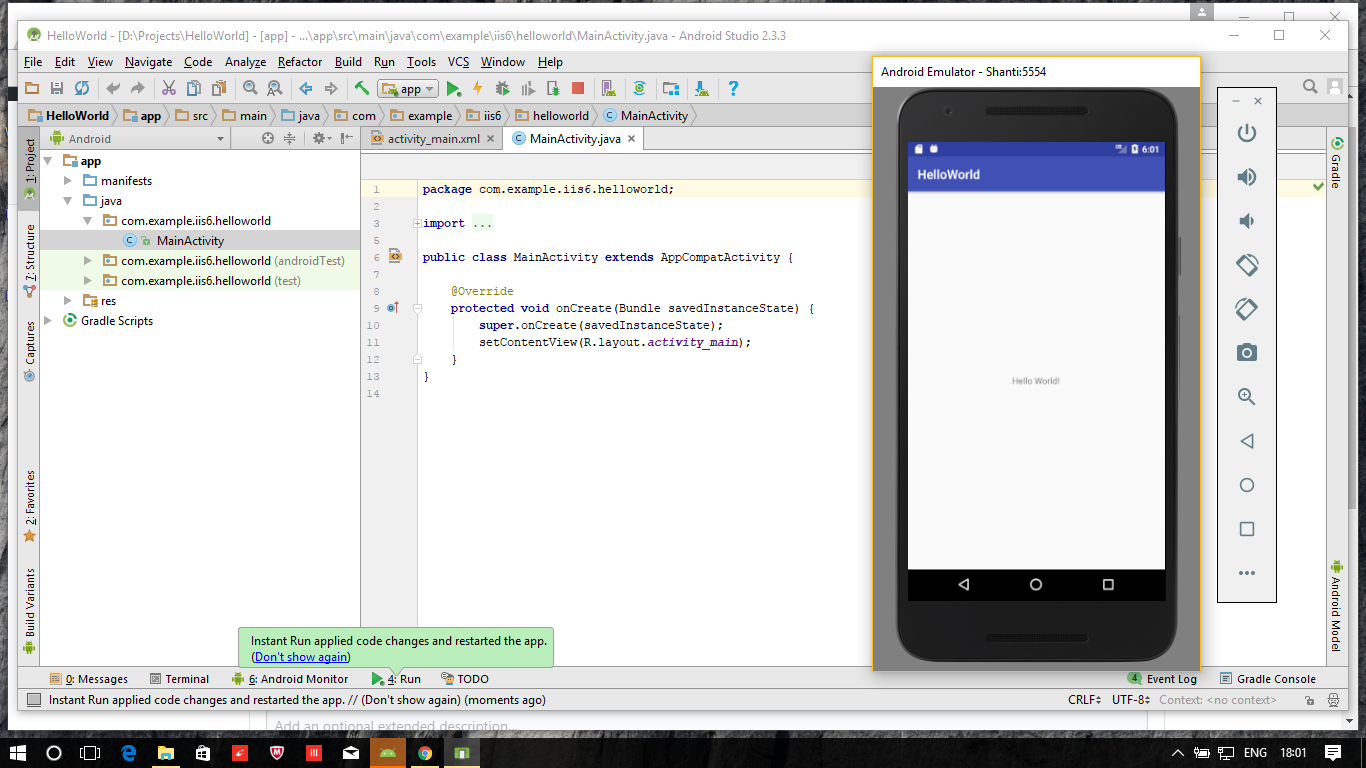 HelloWorld - [D:\Projects\HelloWorld] - [app] - ...\app\src\main\java\com\example\iis6\helloworld\MainActivity.java - Android Studio 2.3.3
File Edit View Navigate Code Analyze Refactor Build Run Tools VCS Window Help
app
HelloWorld app src main java com example iis6 helloworld MainActivity
Android
activity_main.xml
MainActivity.java
1: Project
7: Structure
Captures
2: Favorites
Build Variants
app
manifests
java
com.example.iis6.helloworld
MainActivity
com.example.iis6.helloworld (androidTest)
com.example.iis6.helloworld (test)
res
Gradle Scripts
1 package com.example.iis6.helloworld;
2
3 import ...
5
6 public class MainActivity extends AppCompatActivity {
7
8 @Override
9 protected void onCreate(Bundle savedInstanceState) {
10 super.onCreate(savedInstanceState);
11 setContentView(R.layout.activity_main);
12 }
13 }
14
Android Emulator - Shanti:5554
6:01
HelloWorld
Hello World!
Gradle
Android Model
Instant Run applied code changes and restarted the app.
(Don't show again)
0: Messages Terminal 6: Android Monitor 4: Run TODO 4 Event Log Gradle Console
Instant Run applied code changes and restarted the app. // (Don't show again) (moments ago) CRLF UTF-8 Context: <no context>
Add an optional extended description...
ENG 18:01